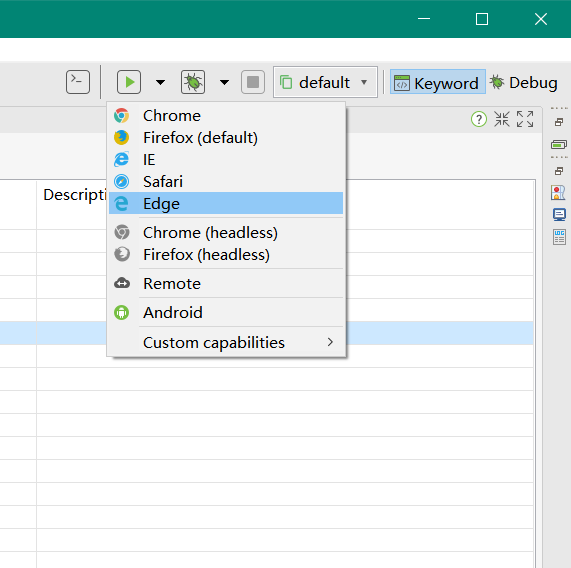 default
Keyword
Debug
Descripti
Chrome
Firefox (default)
IE
Safari
Edge
Chrome (headless)
Firefox (headless)
Remote
Android
Custom capabilities